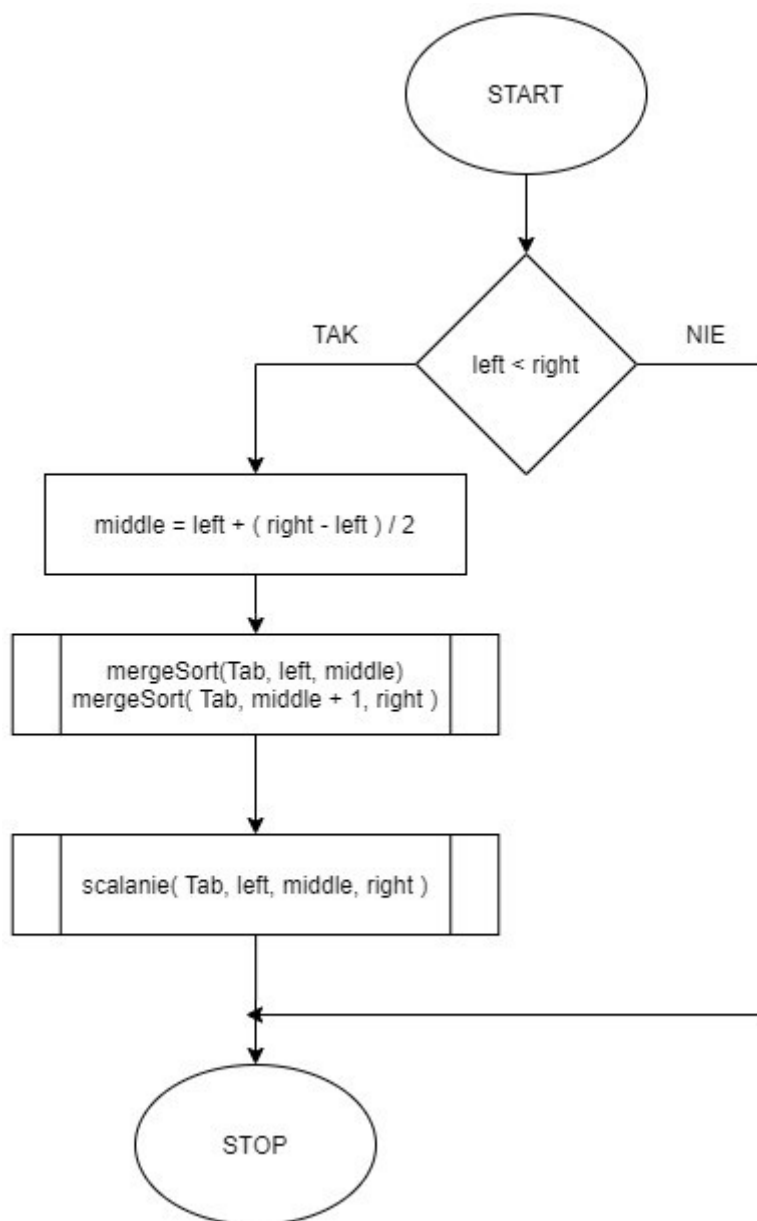 START
TAK
NIE
left < right
middle = left + ( right - left ) / 2
mergeSort(Tab, left, middle)
mergeSort( Tab, middle + 1, right )
scalanie( Tab, left, middle, right )
STOP